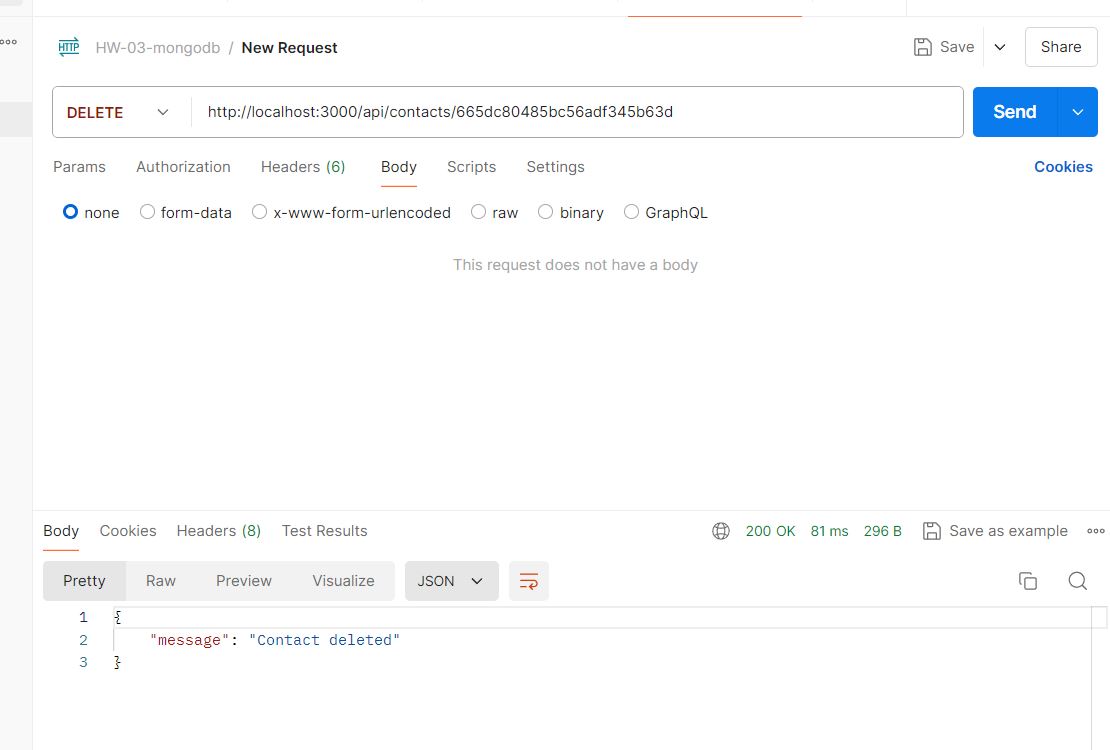 HTTP HW-03-mongodb / New Request Save Share
DELETE http://localhost:3000/api/contacts/665dc80485bc56adf345b63d Send
Params Authorization Headers (6) Body Scripts Settings Cookies
none form-data x-www-form-urlencoded raw binary GraphQL
This request does not have a body
Body Cookies Headers (8) Test Results 200 OK 81 ms 296 B Save as example
Pretty Raw Preview Visualize JSON
1 {
2 "message": "Contact deleted"
3 }